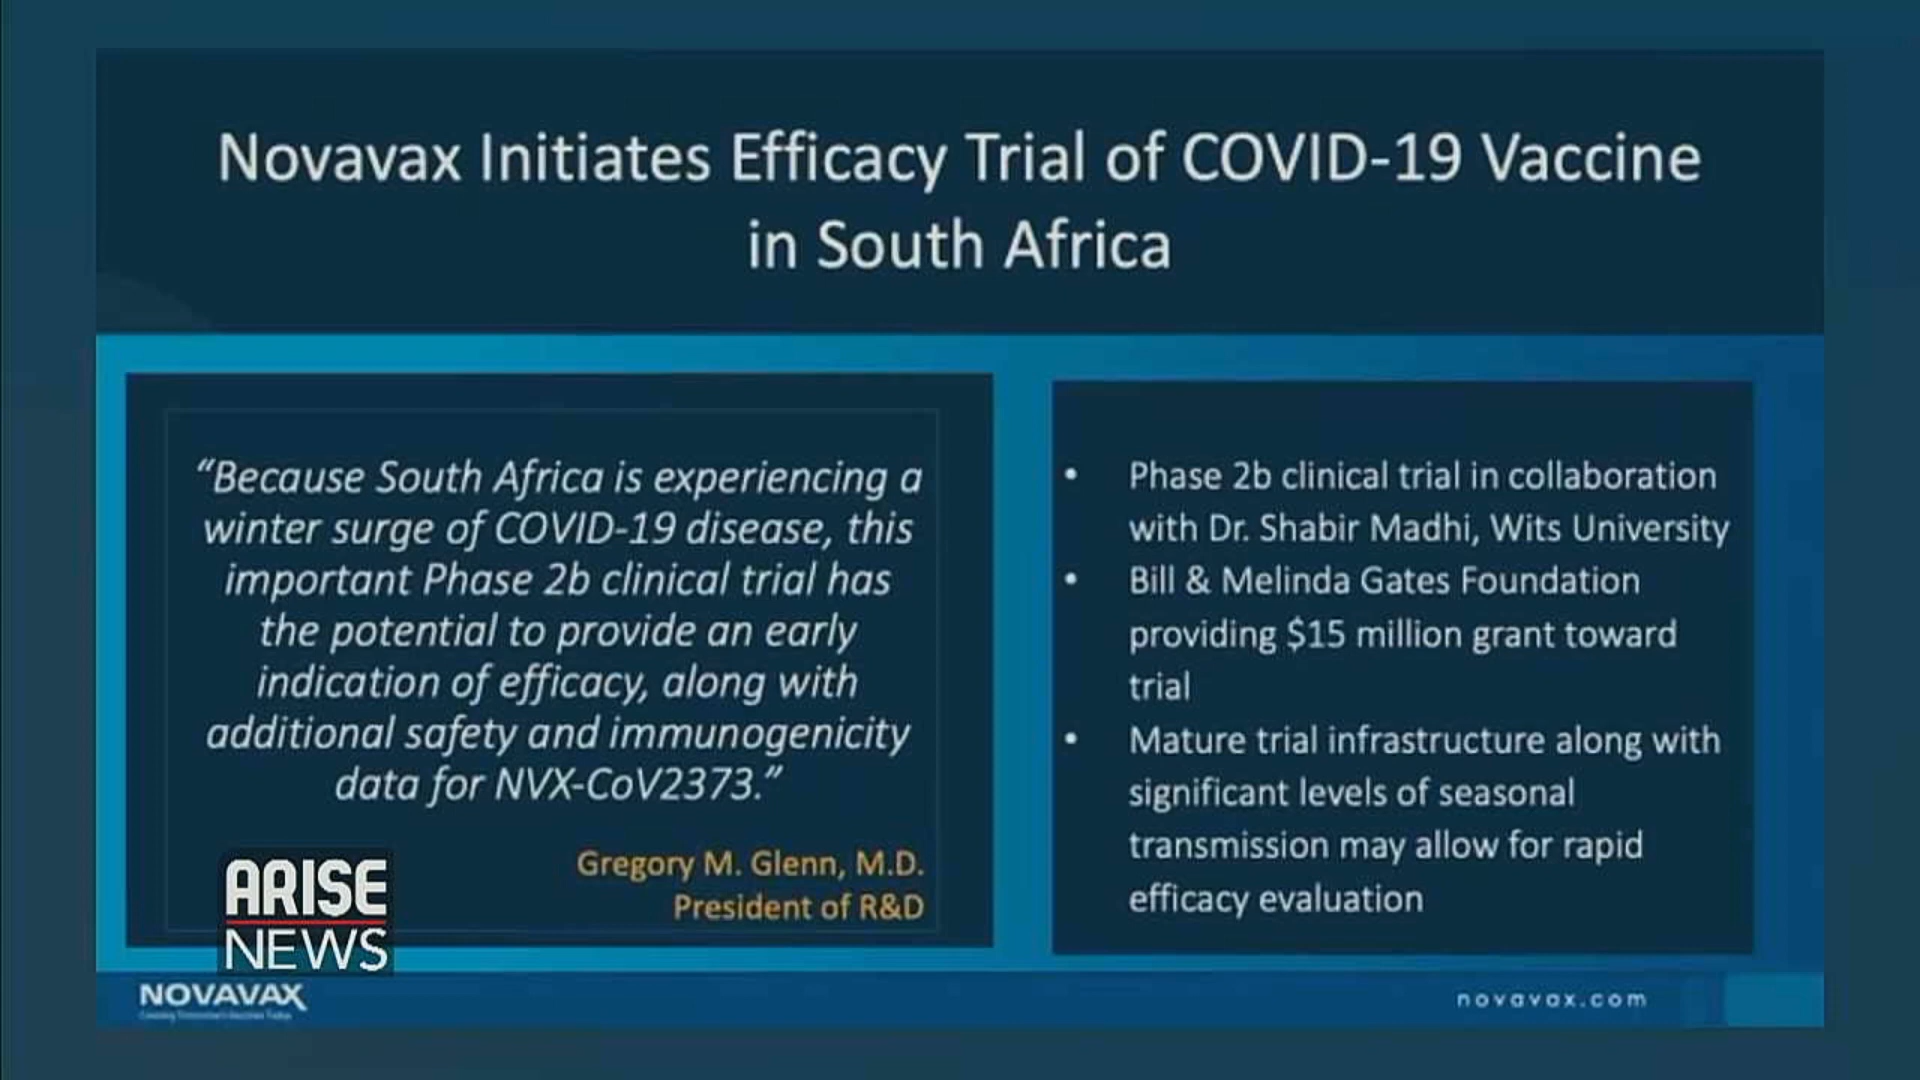 Novavax Initiates Efficacy Trial of COVID-19 Vaccine
in South Africa
“Because South Africa is experiencing a
winter surge of COVID-19 disease, this
important Phase 2b clinical trial has
the potential to provide an early
indication of efficacy, along with
additional safety and immunogenicity
data for NVX-CoV2373.”
Gregory M. Glenn, M.D.
President of R&D
• Phase 2b clinical trial in collaboration
with Dr. Shabir Madhi, Wits University
• Bill & Melinda Gates Foundation
providing $15 million grant toward
trial
• Mature trial infrastructure along with
significant levels of seasonal
transmission may allow for rapid
efficacy evaluation
ARISE
NEWS
NOVAVAX
novavax.com